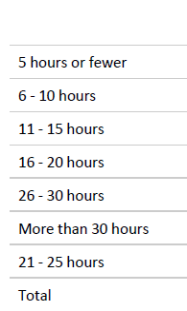 5 hours or fewer
6 - 10 hours
11 - 15 hours
16 - 20 hours
26 - 30 hours
More than 30 hours
21 - 25 hours
Total